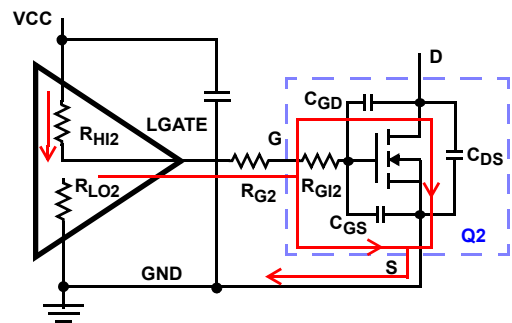 VCC
D
CGD
RHI2
LGATE
G
CDS
RLO2
RG2
RGI2
CGS
Q2
GND
S